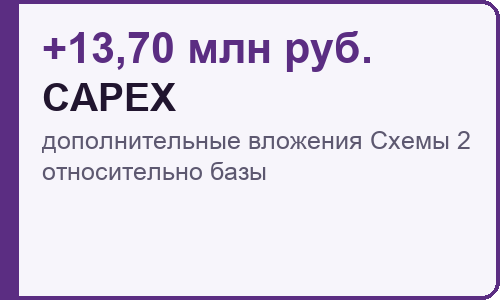 +13,70 млн руб.
CAPEX
дополнительные вложения Схемы 2
относительно базы